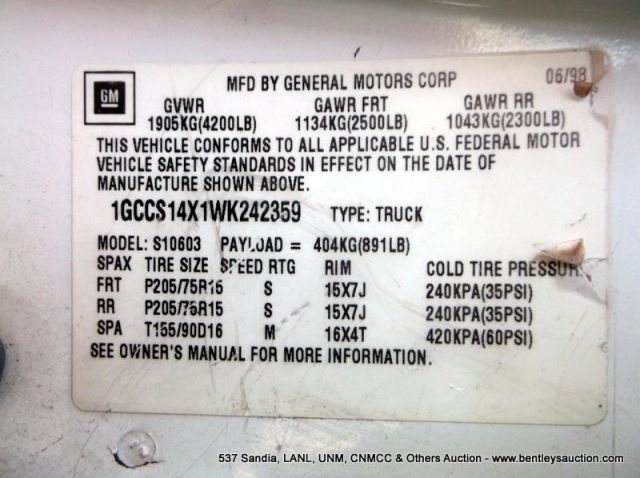 GM
MFD BY GENERAL MOTORS CORP 06/98
GVWR GAWR FRT GAWR RR
1905KG(4200LB) 1134KG(2500LB) 1043KG(2300LB)
THIS VEHICLE CONFORMS TO ALL APPLICABLE U.S. FEDERAL MOTOR
VEHICLE SAFETY STANDARDS IN EFFECT ON THE DATE OF
MANUFACTURE SHOWN ABOVE.
1GCCS14X1WK242359 TYPE: TRUCK
MODEL: S10603 PAYLOAD = 404KG(891LB)
SPAX TIRE SIZE SPEED RTG RIM COLD TIRE PRESSUR
FRT P205/75R15 S 15X7J 240KPA(35PSI)
RR P205/75R15 S 15X7J 240KPA(35PSI)
SPA T155/90D16 M 16X4T 420KPA(60PSI)
SEE OWNER'S MANUAL FOR MORE INFORMATION.
537 Sandia, LANL, UNM, CNMCC & Others Auction - www.bentleysauction.com